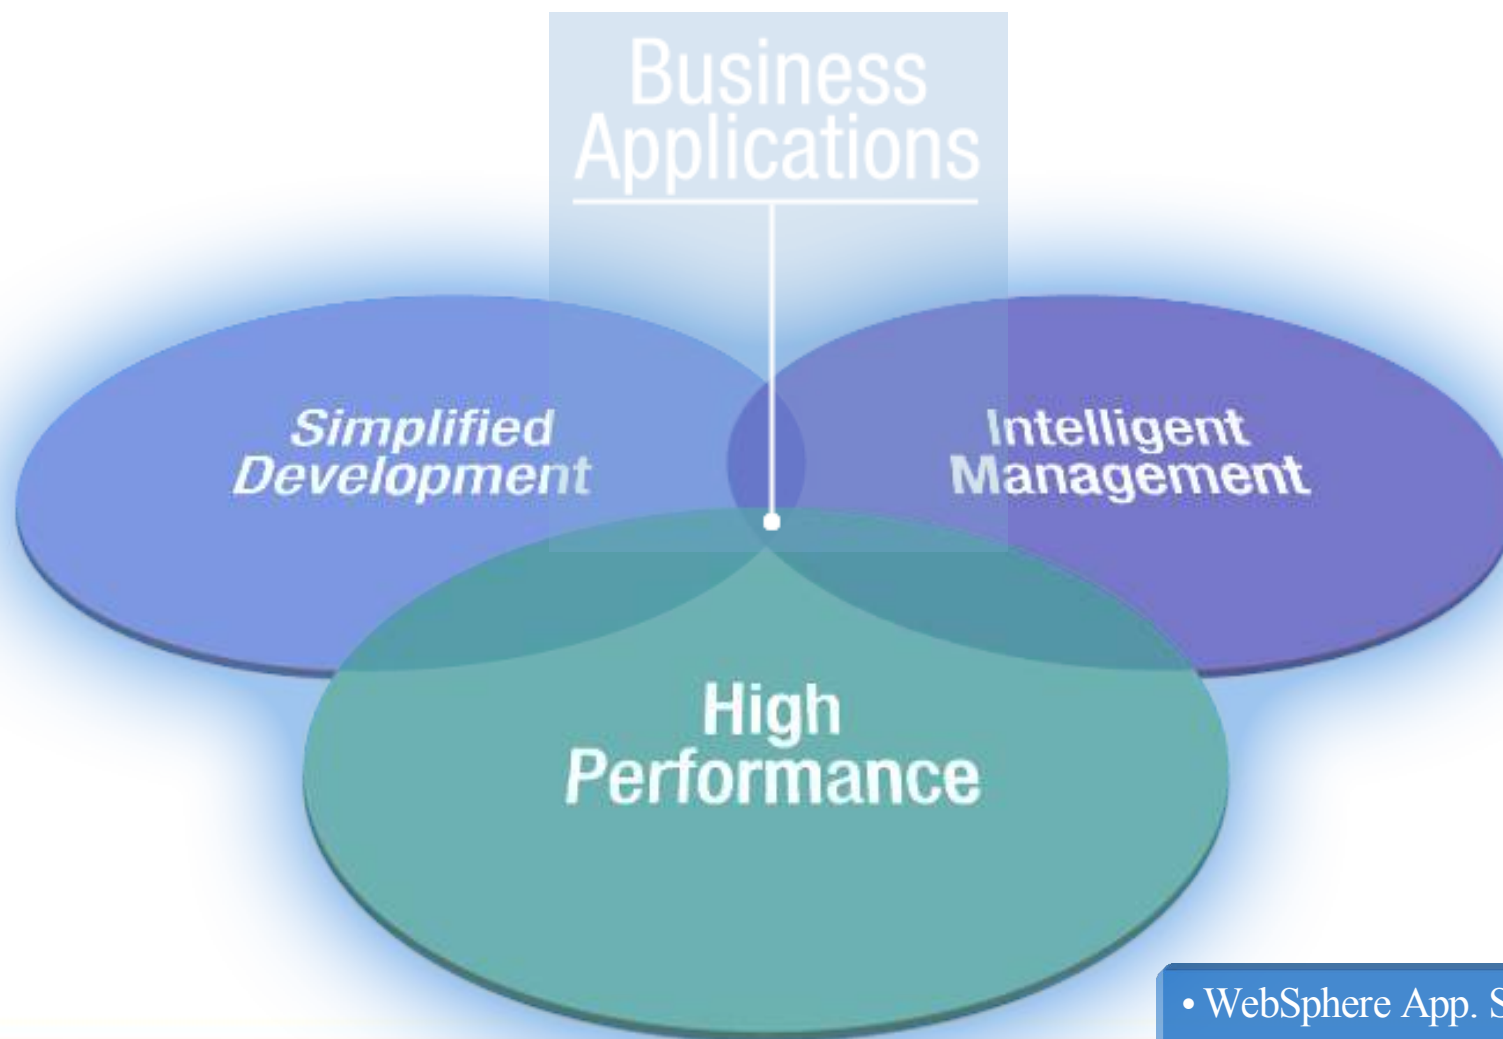 Business
Applications
Simplified
Development
Intelligent
Management
High
Performance
• WebSphere App.